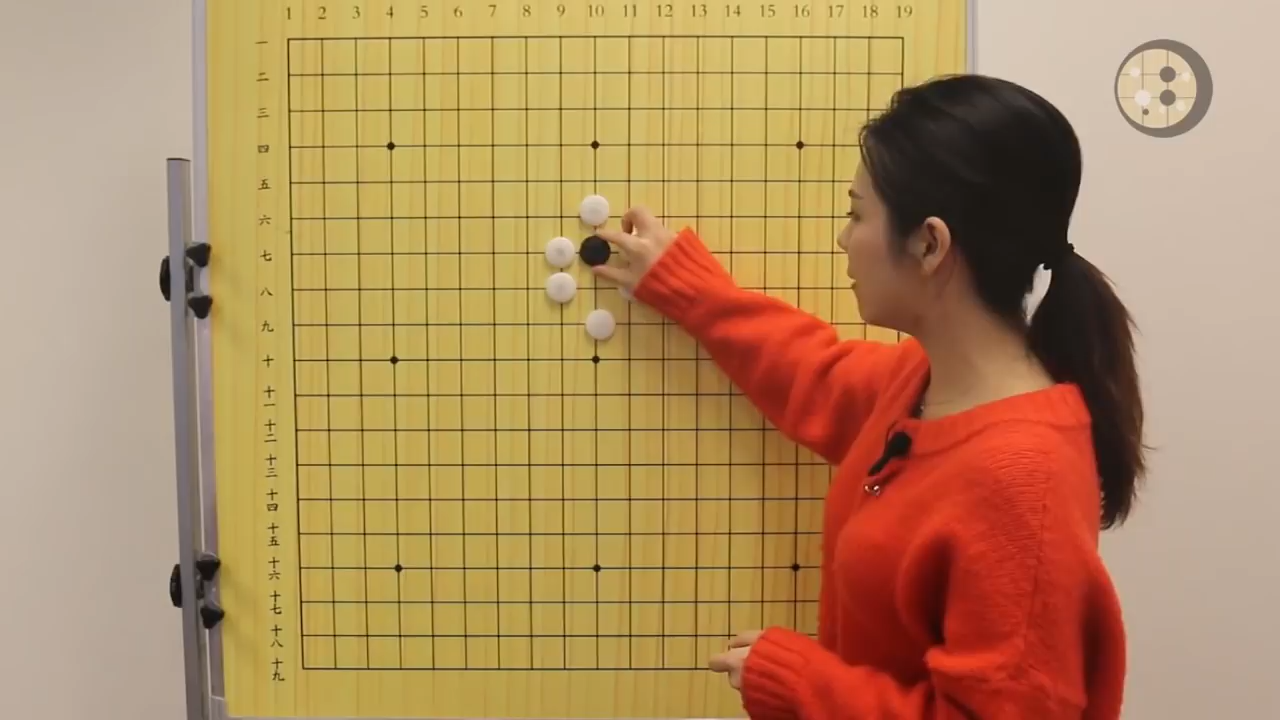 1 2 3 4 5 6 7 8 9 10 11 12 13 14 15 16 17 18 19
一
二
三
四
五
六
七
八
九
十
十一
十二
十三
十四
十五
十六
十七
十八
十九